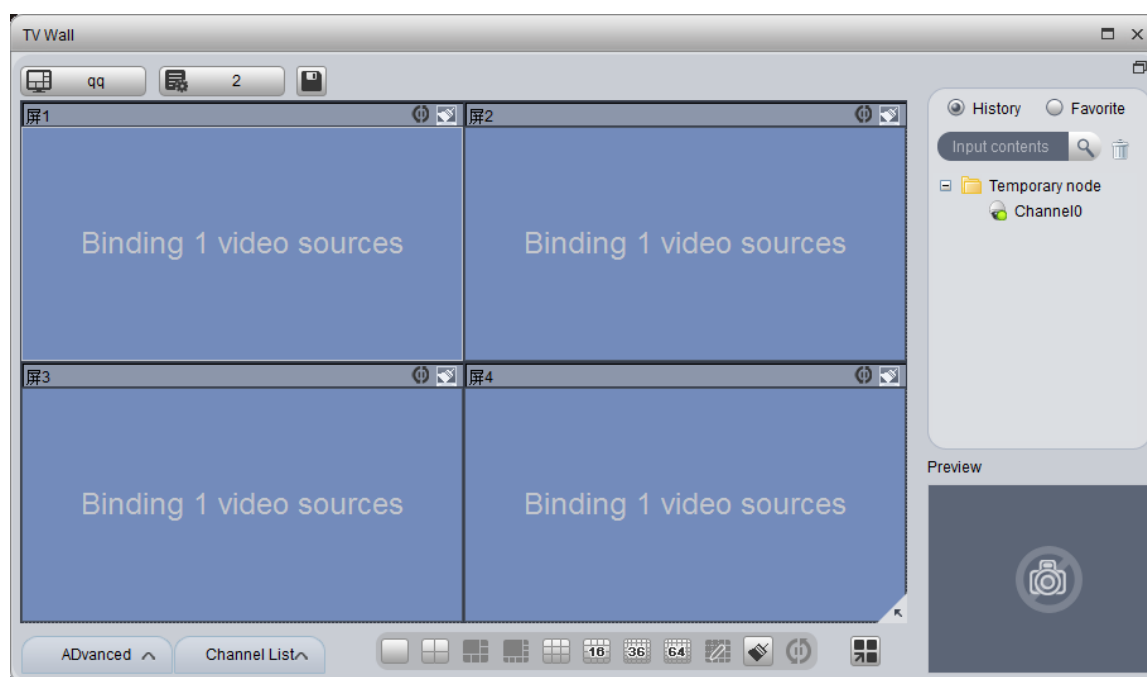 TV Wall
qq
2
屏1
屏2
Binding 1 video sources
Binding 1 video sources
屏3
屏4
Binding 1 video sources
Binding 1 video sources
ADvanced
Channel List
16
36
64
History
Favorite
Input contents
Temporary node
Channel0
Preview